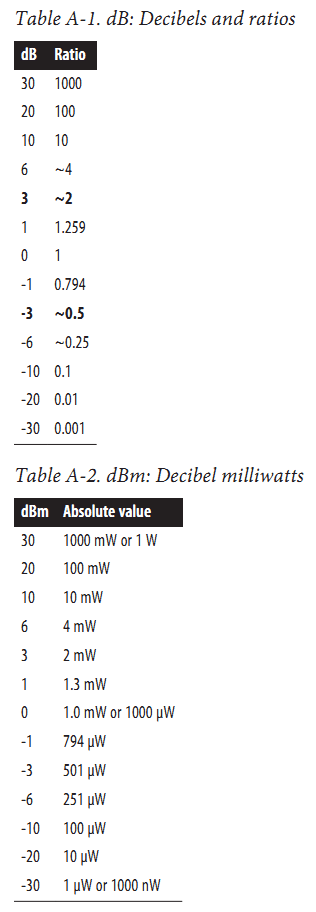 Table A-1. dB: Decibels and ratios
dB Ratio
30 1000
20 100
10 10
6 ~4
3 ~2
1 1.259
0 1
-1 0.794
-3 ~0.5
-6 ~0.25
-10 0.1
-20 0.01
-30 0.001
Table A-2. dBm: Decibel milliwatts
dBm Absolute value
30 1000 mW or 1 W
20 100 mW
10 10 mW
6 4 mW
3 2 mW
1 1.3 mW
0 1.0 mW or 1000 µW
-1 794 µW
-3 501 µW
-6 251 µW
-10 100 µW
-20 10 µW
-30 1 µW or 1000 nW